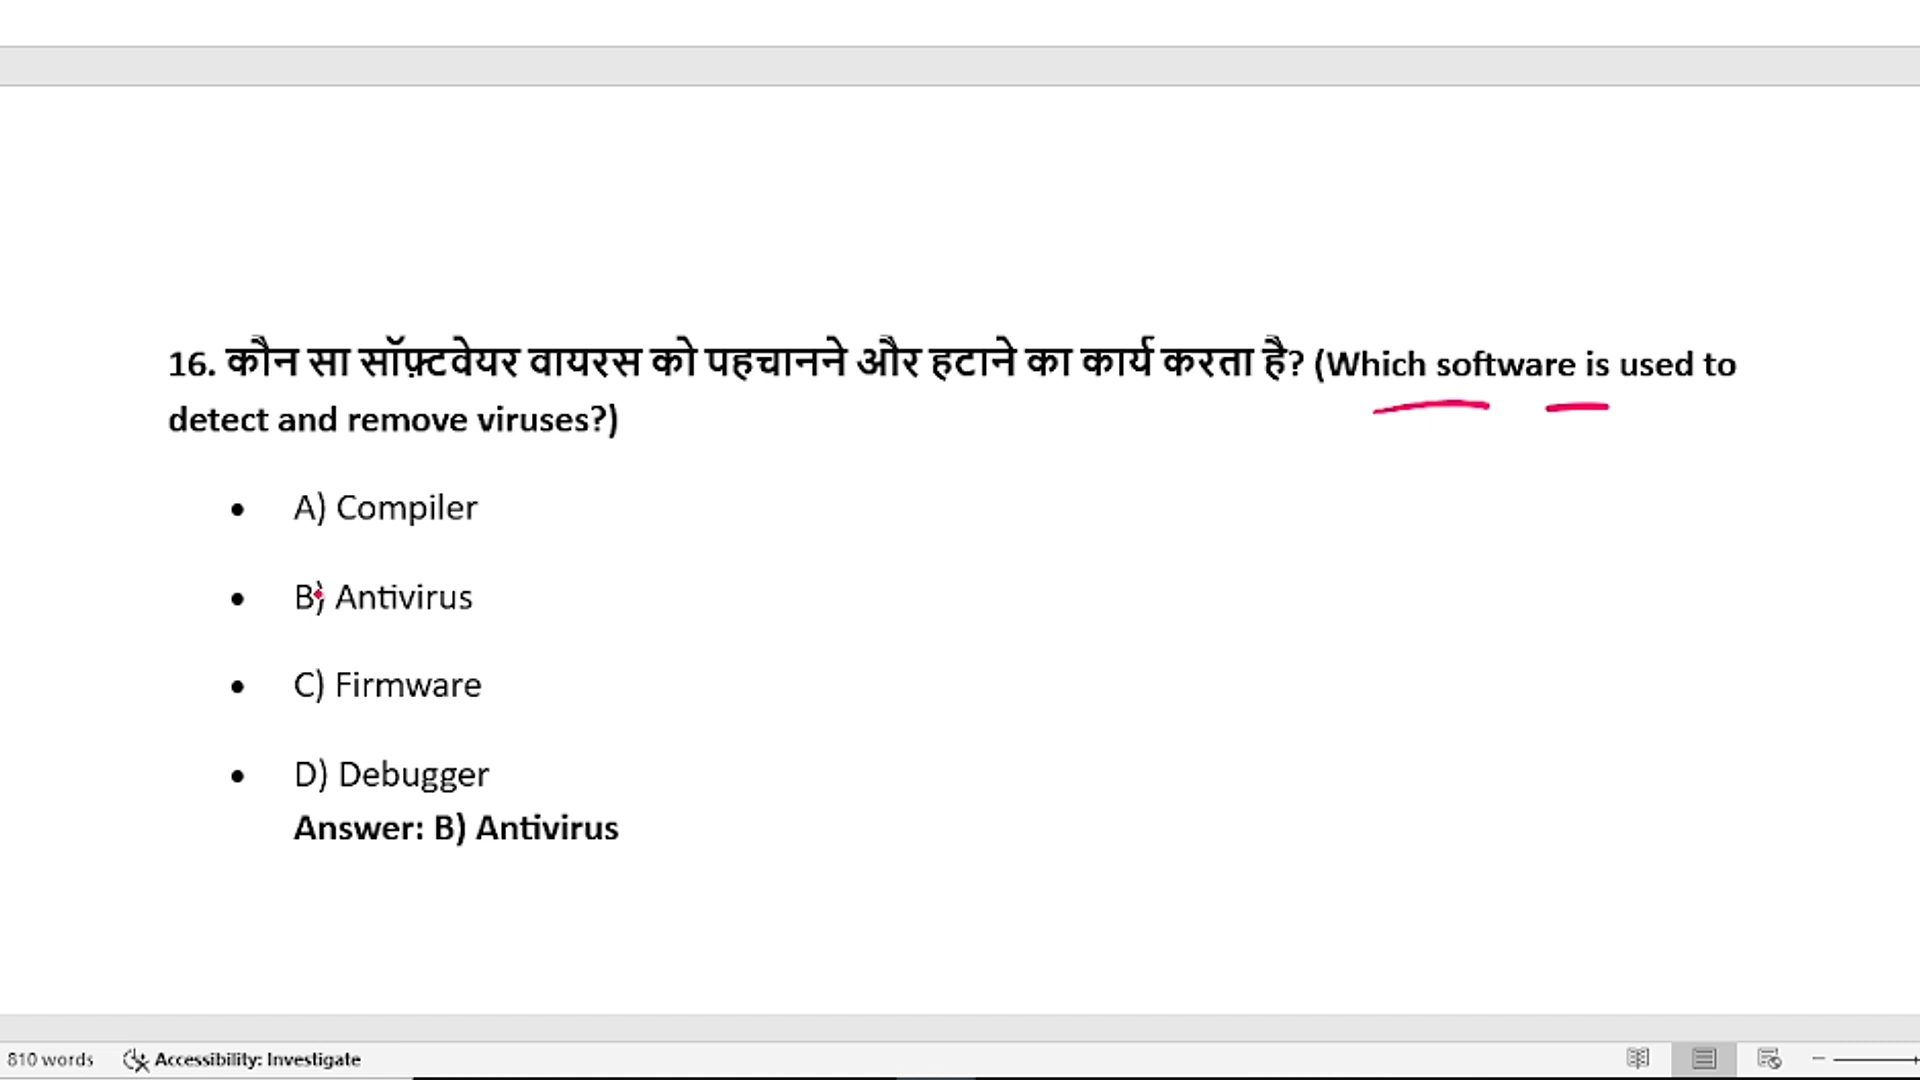 16. कौन सा सॉफ़्टवेयर वायरस को पहचानने और हटाने का कार्य करता है? (Which software is used to
detect and remove viruses?)
• A) Compiler
• B) Antivirus
• C) Firmware
• D) Debugger
Answer: B) Antivirus
810 words Accessibility: Investigate